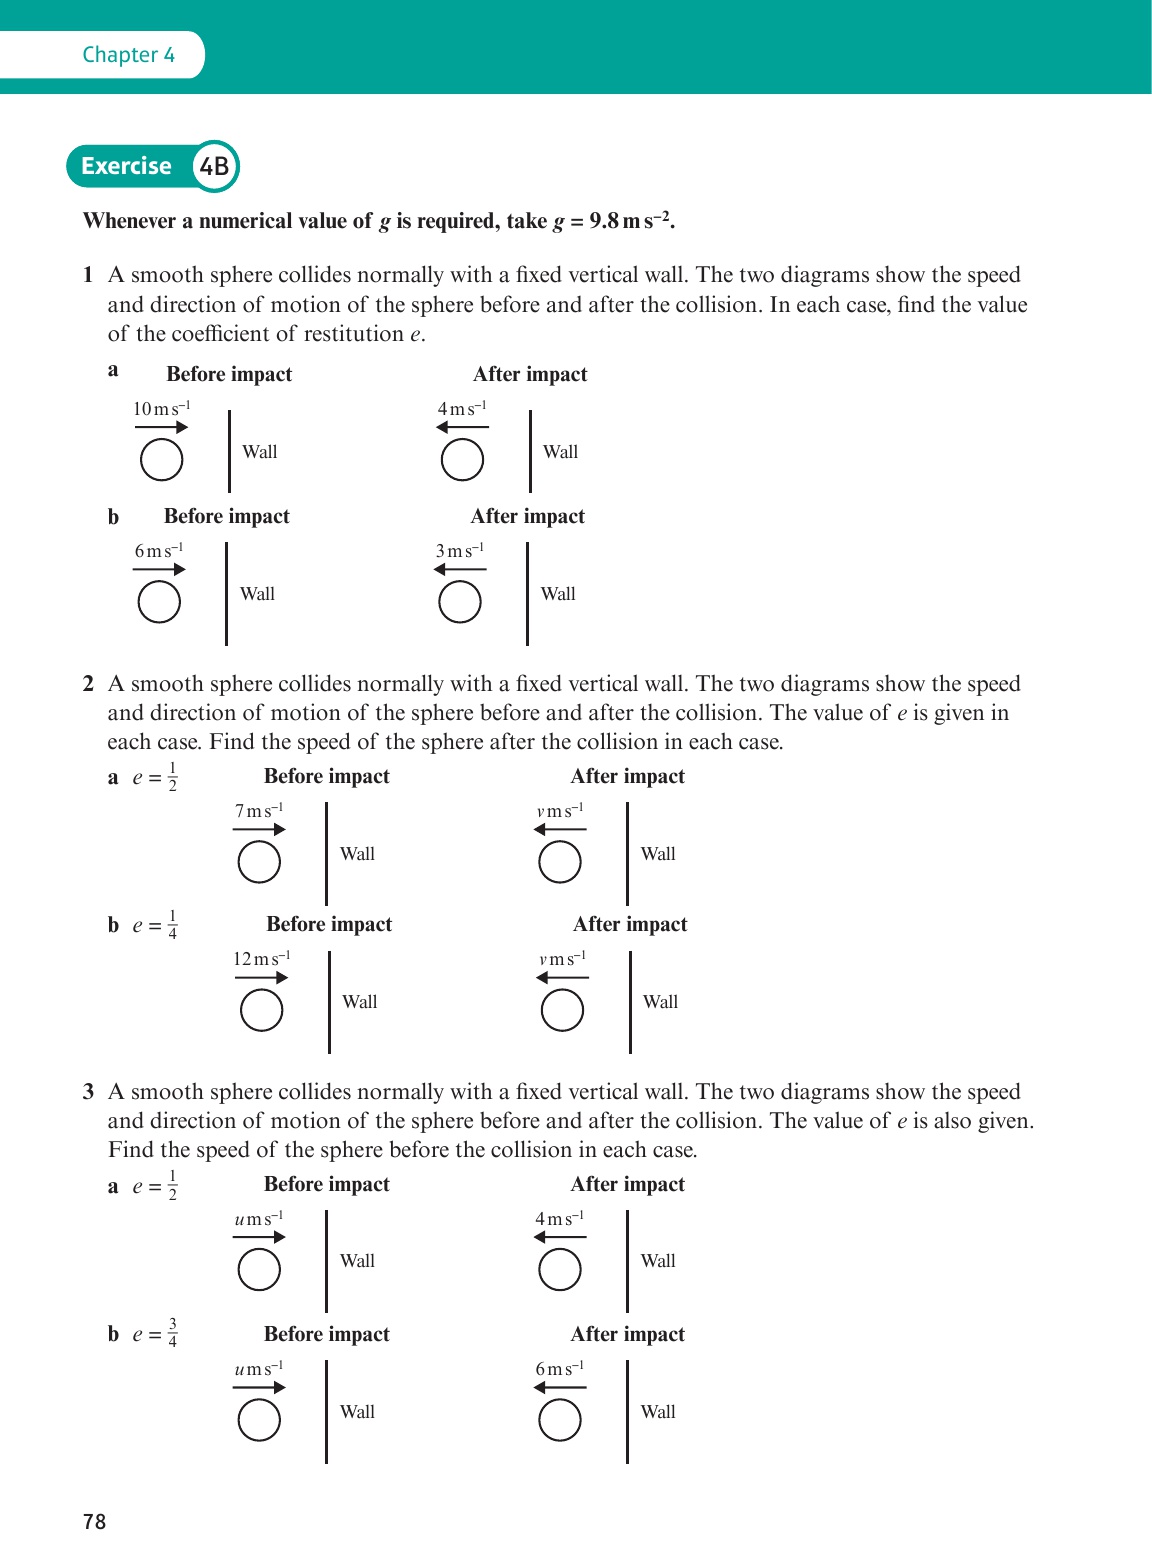 Chapter 4
Exercise 4B
Whenever a numerical value of g is required, take g = 9.8 m s⁻².
1 A smooth sphere collides normally with a fixed vertical wall. The two diagrams show the speed
and direction of motion of the sphere before and after the collision. In each case, find the value
of the coefficient of restitution e.
a Before impact After impact
10 m s⁻¹ 4 m s⁻¹
Wall Wall
b Before impact After impact
6 m s⁻¹ 3 m s⁻¹
Wall Wall
2 A smooth sphere collides normally with a fixed vertical wall. The two diagrams show the speed
and direction of motion of the sphere before and after the collision. The value of e is given in
each case. Find the speed of the sphere after the collision in each case.
a e = 1/2 Before impact After impact
7 m s⁻¹ v m s⁻¹
Wall Wall
b e = 1/4 Before impact After impact
12 m s⁻¹ v m s⁻¹
Wall Wall
3 A smooth sphere collides normally with a fixed vertical wall. The two diagrams show the speed
and direction of motion of the sphere before and after the collision. The value of e is also given.
Find the speed of the sphere before the collision in each case.
a e = 1/2 Before impact After impact
u m s⁻¹ 4 m s⁻¹
Wall Wall
b e = 3/4 Before impact After impact
u m s⁻¹ 6 m s⁻¹
Wall Wall
78